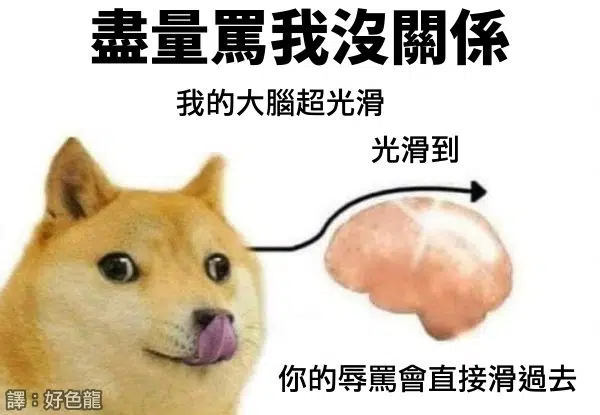 盡量罵我沒關係
我的大腦超光滑
光滑到
你的辱罵會直接滑過去
譯：好色龍